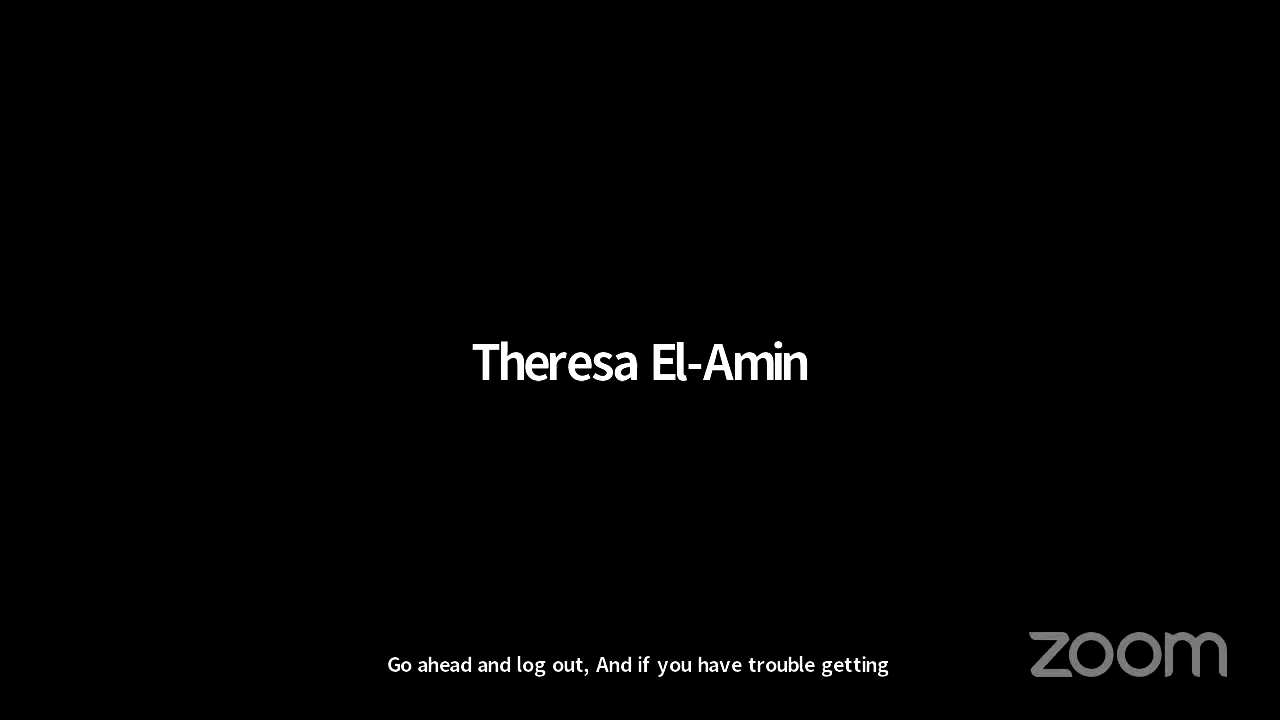 Theresa El-Amin
Go ahead and log out, And if you have trouble getting
zoom